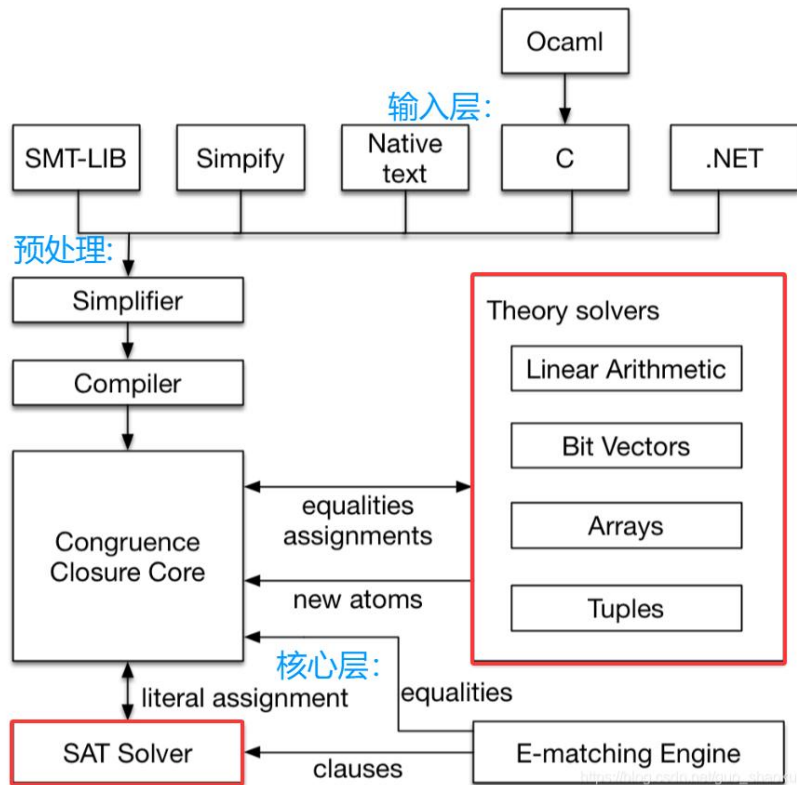 Ocaml
输入层：
SMT-LIB
Simpify
Native
text
C
.NET
预处理:
Simplifier
Compiler
Theory solvers
Linear Arithmetic
Bit Vectors
Arrays
Tuples
Congruence
Closure Core
equalities
assignments
new atoms
核心层：
literal assignment
equalities
SAT Solver
clauses
E-matching Engine